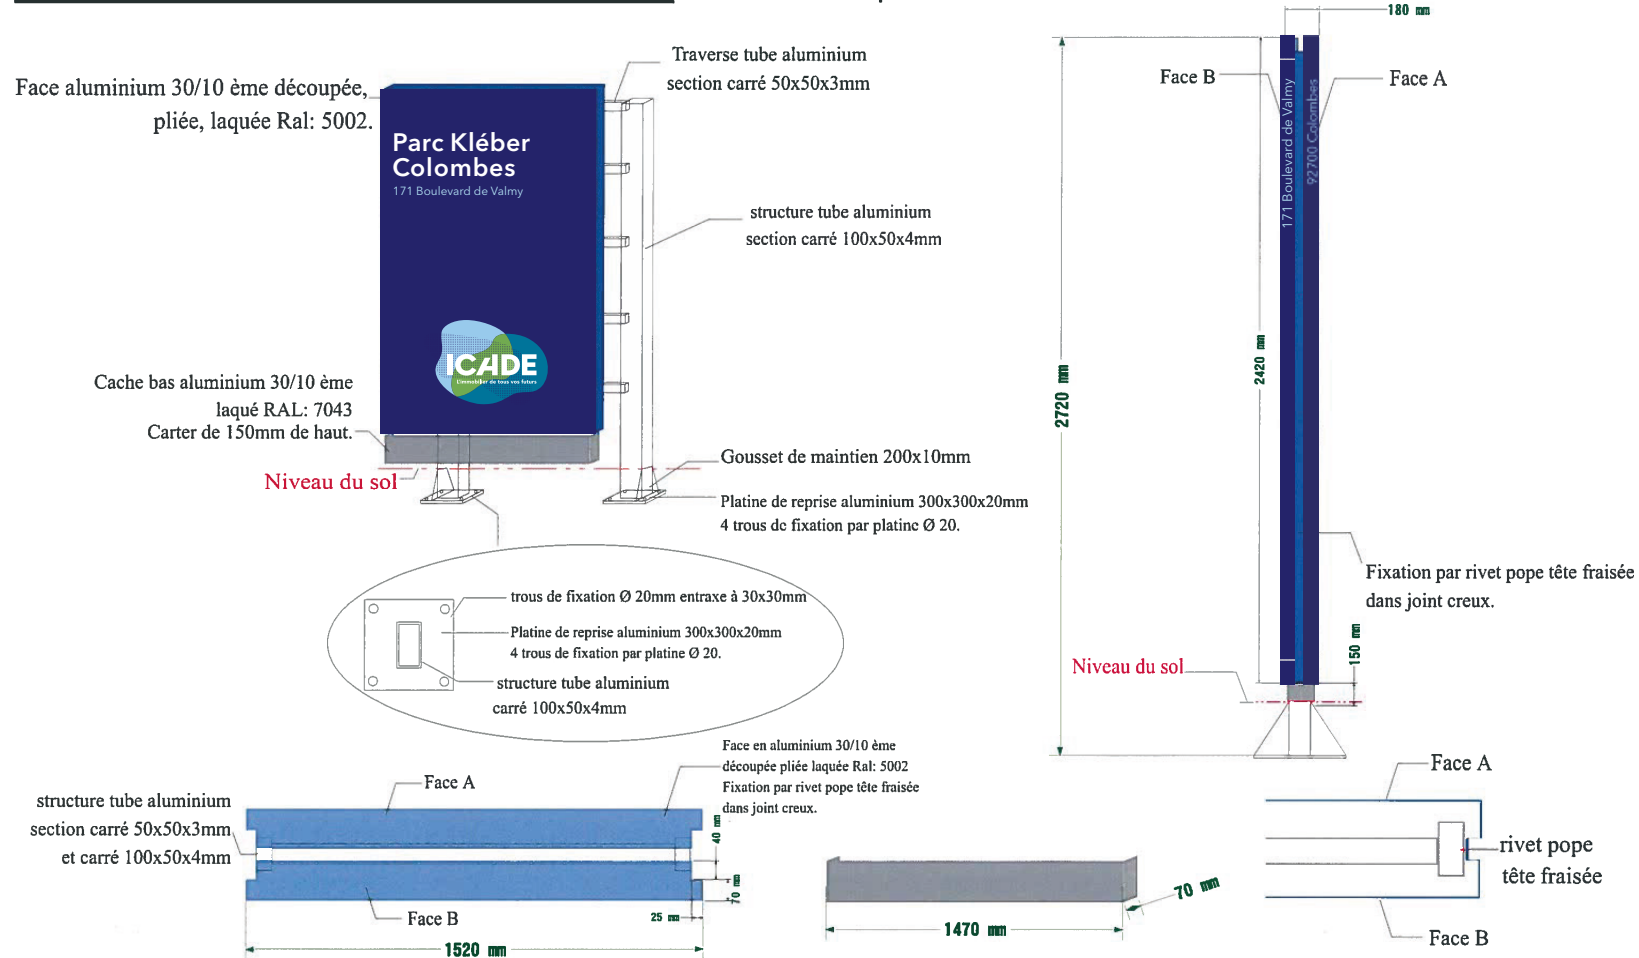 Face aluminium 30/10 ème découpée,
pliée, laquée Ral: 5002.
Parc Kléber
Colombes
171 Boulevard de Valmy
ICADE
L'immobilier de tous vos futurs
Traverse tube aluminium
section carré 50x50x3mm
structure tube aluminium
section carré 100x50x4mm
Cache bas aluminium 30/10 ème
laqué RAL: 7043
Carter de 150mm de haut.
Niveau du sol
Gousset de maintien 200x10mm
Platine de reprise aluminium 300x300x20mm
4 trous de fixation par platine Ø 20.
trous de fixation Ø 20mm entraxe à 30x30mm
Platine de reprise aluminium 300x300x20mm
4 trous de fixation par platine Ø 20.
structure tube aluminium
carré 100x50x4mm
180 mm
Face B
Face A
171 Boulevard de Valmy
92700 Colombes
2720 mm
2420 mm
Fixation par rivet pope tête fraisée
dans joint creux.
150 mm
Niveau du sol
Face en aluminium 30/10 ème
découpée pliée laquée Ral: 5002
Fixation par rivet pope tête fraisée
dans joint creux.
Face A
structure tube aluminium
section carré 50x50x3mm
et carré 100x50x4mm
40 mm
70 mm
25 mm
Face B
1520 mm
70 mm
1470 mm
Face A
rivet pope
tête fraisée
Face B